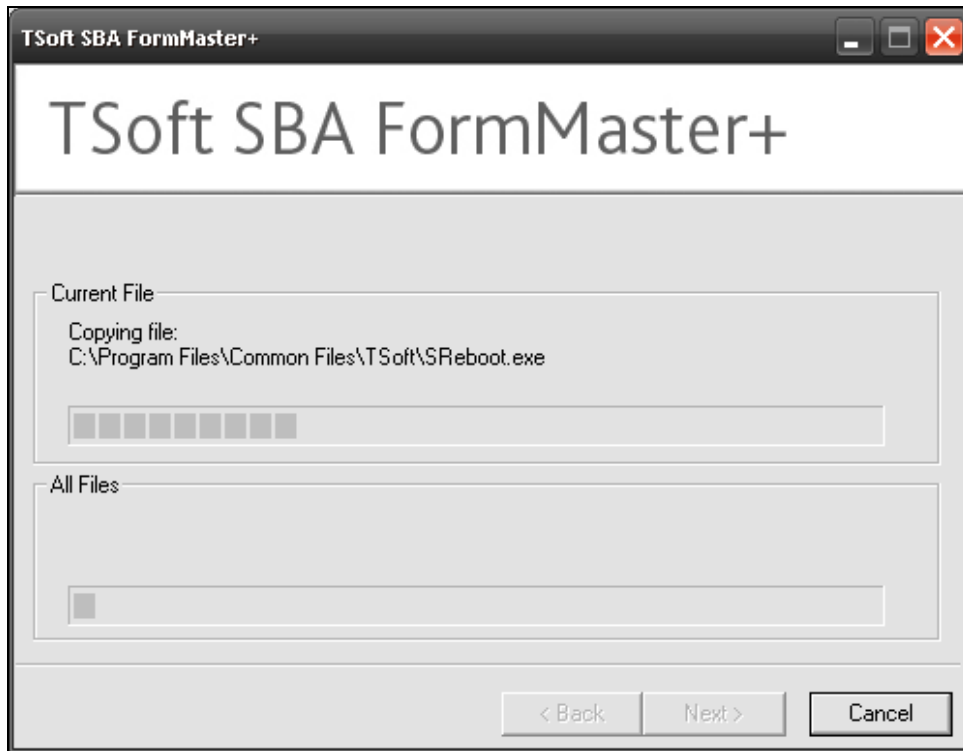 TSoft SBA FormMaster+
TSoft SBA FormMaster+
Current File
Copying file:
C:\Program Files\Common Files\TSoft\SReboot.exe
All Files
< Back
Next >
Cancel